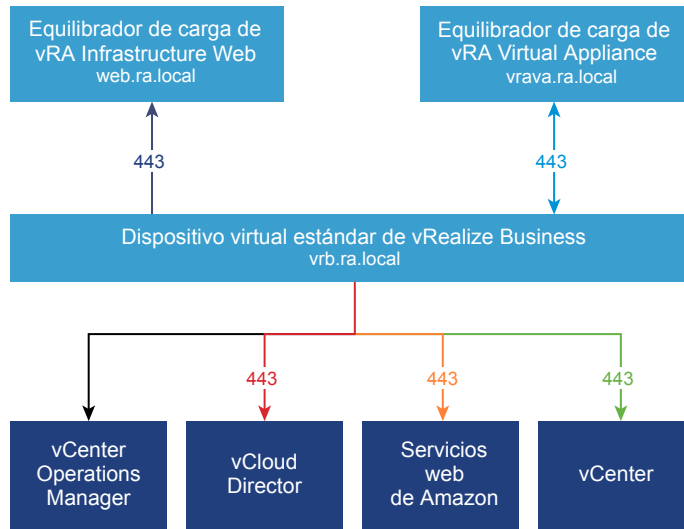 Equilibrador de carga de
vRA Infrastructure Web
web.ra.local
Equilibrador de carga de
vRA Virtual Appliance
vrava.ra.local
443
443
Dispositivo virtual estándar de vRealize Business
vrb.ra.local
443
443
443
vCenter
Operations
Manager
vCloud
Director
Servicios
web
de Amazon
vCenter